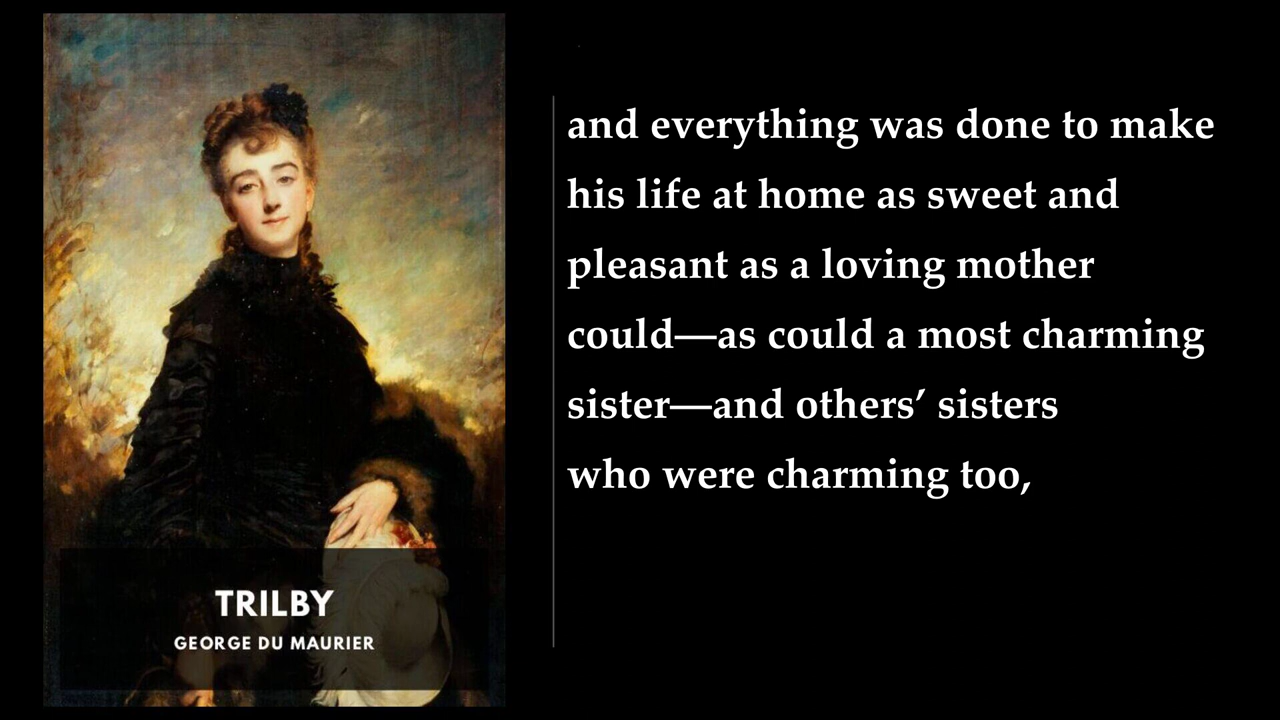 TRILBY
GEORGE DU MAURIER
and everything was done to make
his life at home as sweet and
pleasant as a loving mother
could—as could a most charming
sister—and others’ sisters
who were charming too,